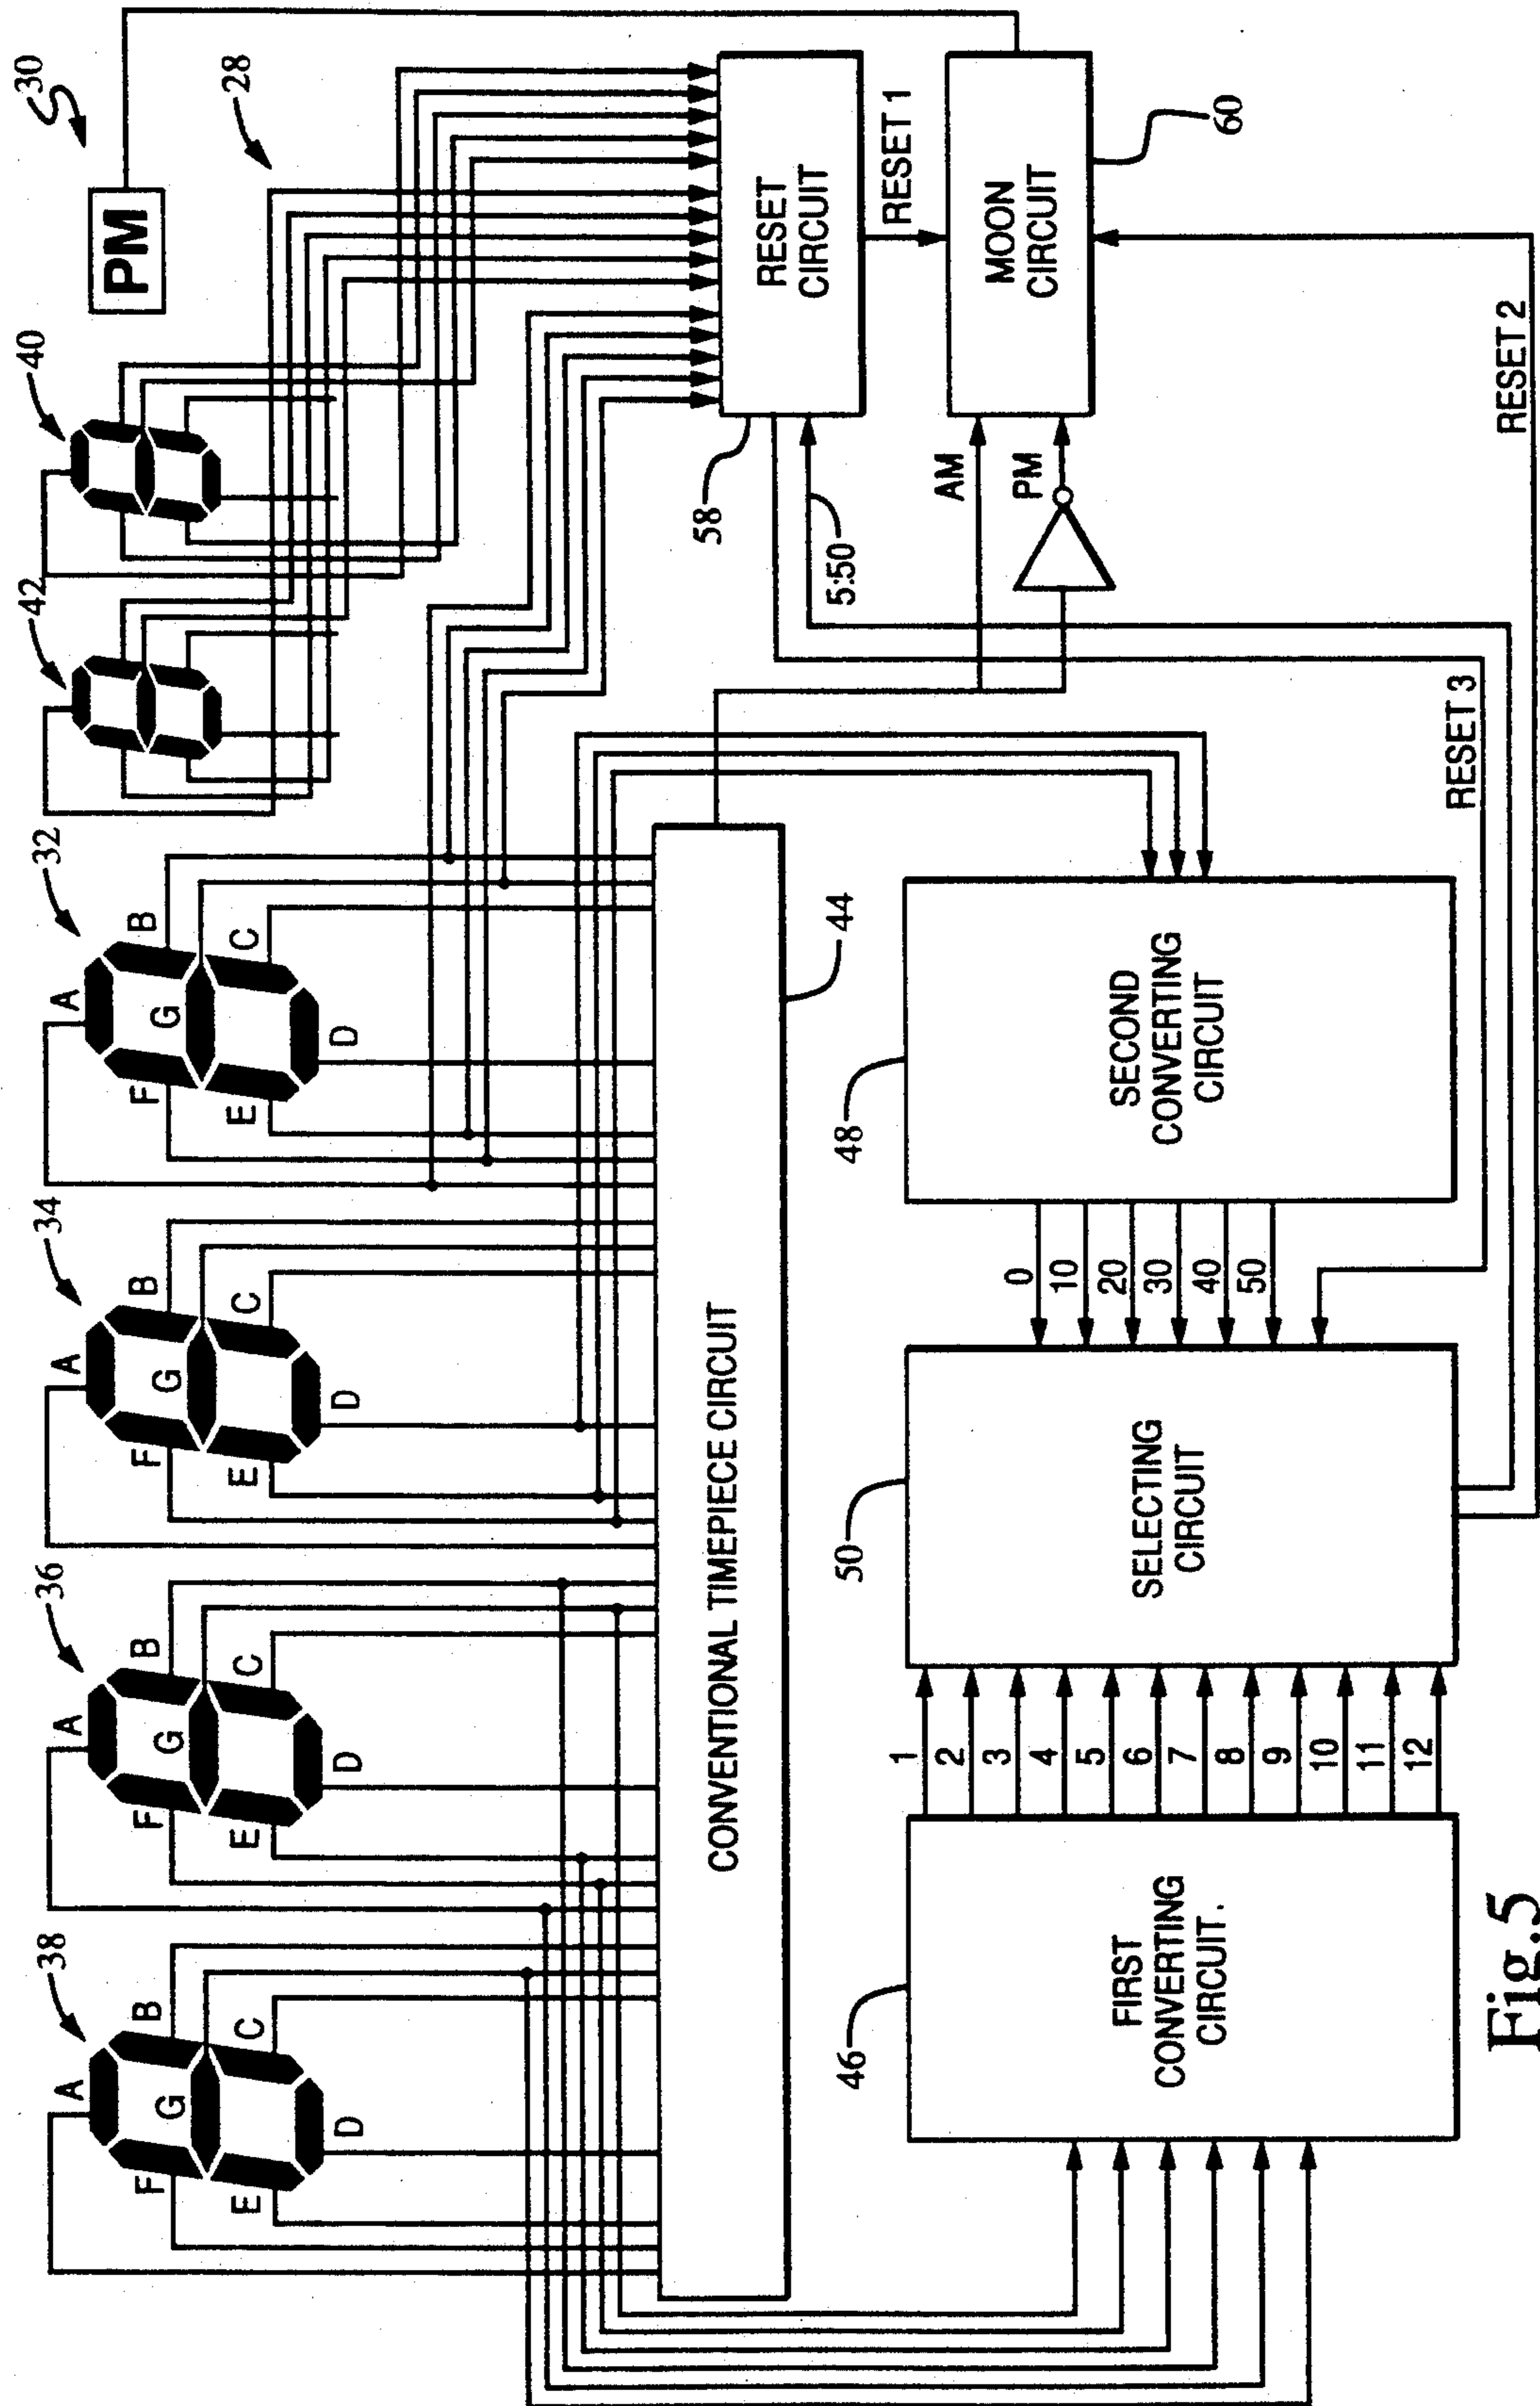 38
36
34
32
42
40
30
PM
28
A
B
C
D
E
F
G
A
B
C
D
E
F
G
A
B
C
D
E
F
G
A
B
C
D
E
F
G
CONVENTIONAL TIMEPIECE CIRCUIT
44
58
RESET
CIRCUIT
RESET 1
5:50
AM
PM
MOON
CIRCUIT
60
46
FIRST
CONVERTING
CIRCUIT.
1
2
3
4
5
6
7
8
9
10
11
12
50
SELECTING
CIRCUIT
0
10
20
30
40
50
48
SECOND
CONVERTING
CIRCUIT
RESET 3
RESET 2
Fig.5